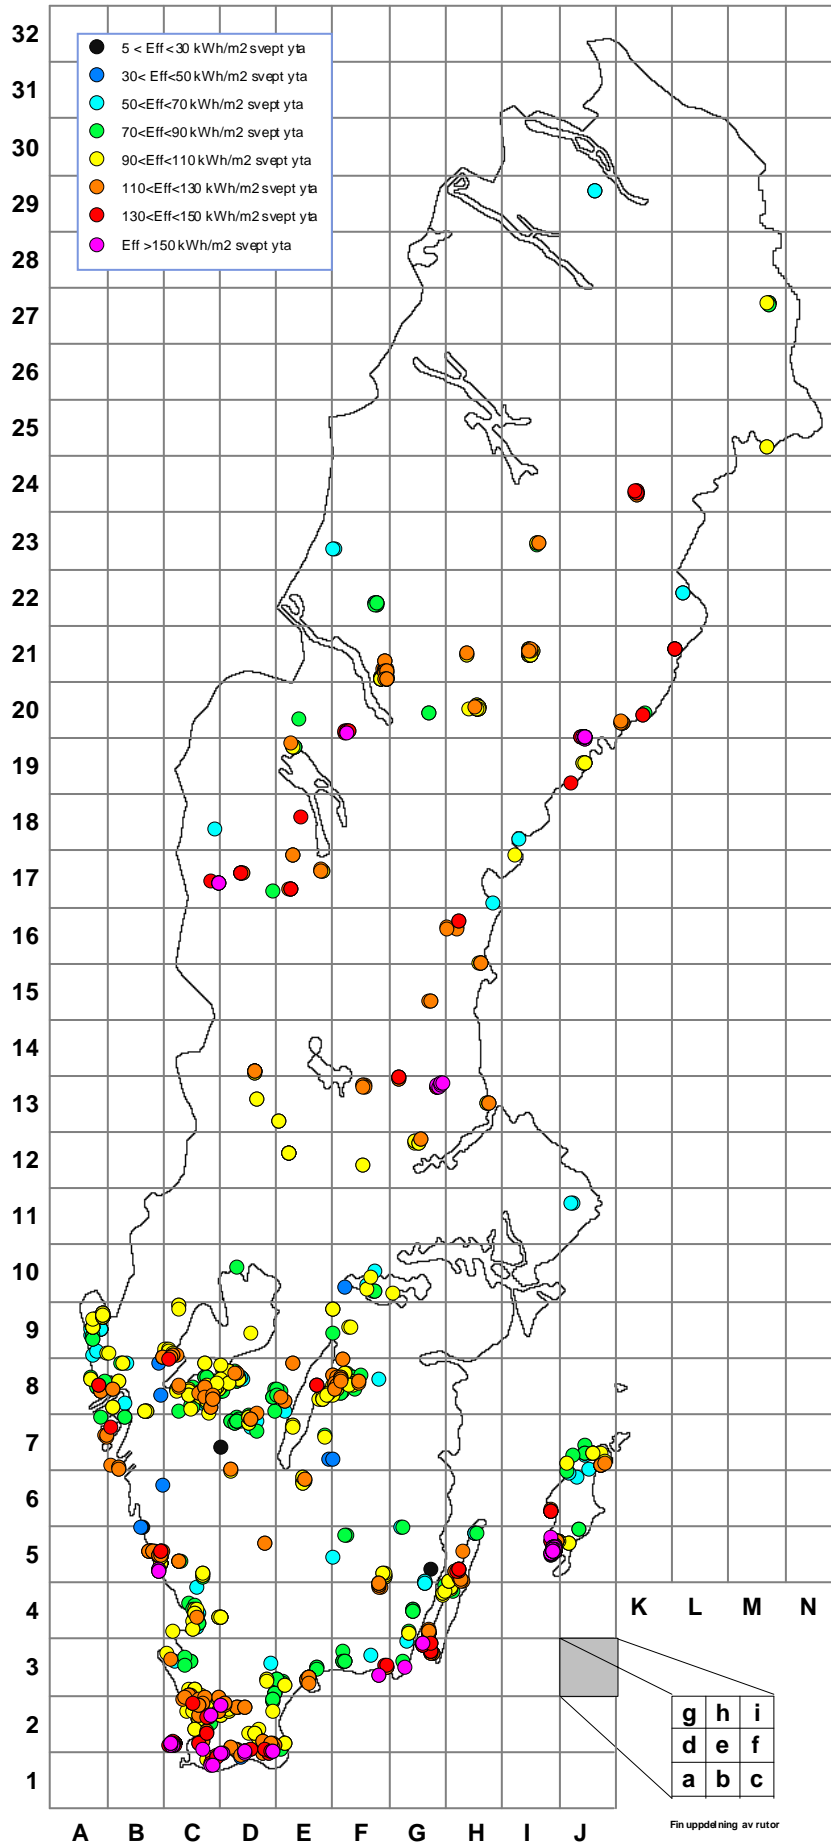 32
5 < Eff<30 kWh/m2 svept yta
30< Eff<50 kWh/m2 svept yta
50<Eff<70 kWh/m2 svept yta
70<Eff<90 kWh/m2 svept yta
90<Eff<110 kWh/m2 svept yta
110<Eff<130 kWh/m2 svept yta
130<Eff<150 kWh/m2 svept yta
Eff >150 kWh/m2 svept yta
31
30
29
28
27
26
25
24
23
22
21
20
19
18
17
16
15
14
13
12
11
10
9
8
7
6
5
4
K L M N
3
2
g h i
d e f
a b c
1
Fin uppdelning av rutor
A B C D E F G H I J